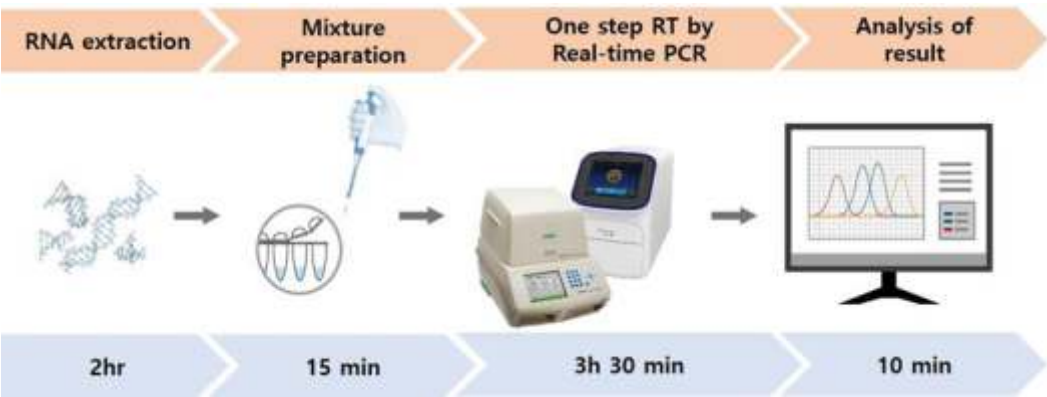 RNA extraction
Mixture
preparation
One step RT by
Real-time PCR
Analysis of
result
2hr
15 min
3h 30 min
10 min